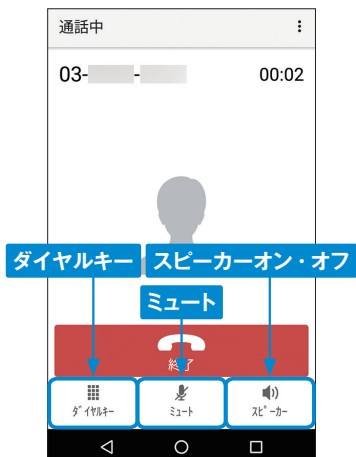 通話中
03- -
00:02
ダイヤルキー
スピーカーオン・オフ
ミュート
終了
ﾀﾞｲﾔﾙｷｰ
ﾐｭｰﾄ
ｽﾋﾟｰｶｰ